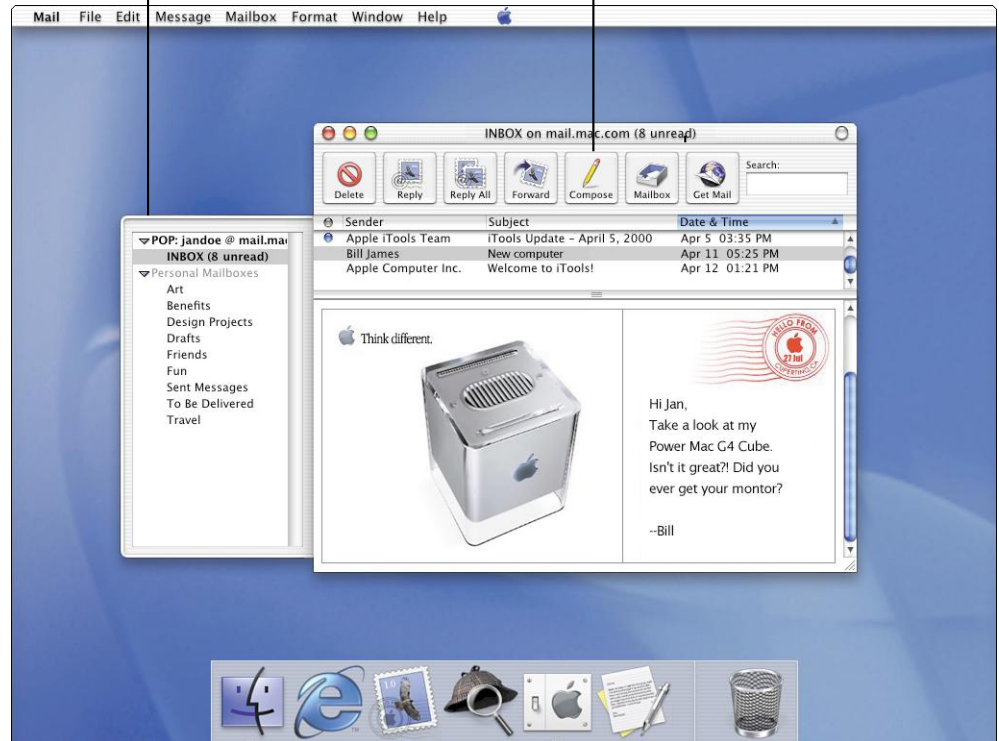 Mail File Edit Message Mailbox Format Window Help
INBOX on mail.mac.com (8 unread)
Delete Reply Reply All Forward Compose Mailbox Get Mail
Search:
Sender Subject Date & Time
Apple iTools Team iTools Update – April 5, 2000 Apr 5 03:35 PM
Bill James New computer Apr 11 05:25 PM
Apple Computer Inc. Welcome to iTools! Apr 12 01:21 PM
POP: jandoe @ mail.mac
INBOX (8 unread)
Personal Mailboxes
Art
Benefits
Design Projects
Drafts
Friends
Fun
Sent Messages
To Be Delivered
Travel
Think different.
HELLO FROM
27 Jul
CUPERTINO CA
Hi Jan,
Take a look at my
Power Mac G4 Cube.
Isn't it great?! Did you
ever get your montor?
--Bill
1.0
TM